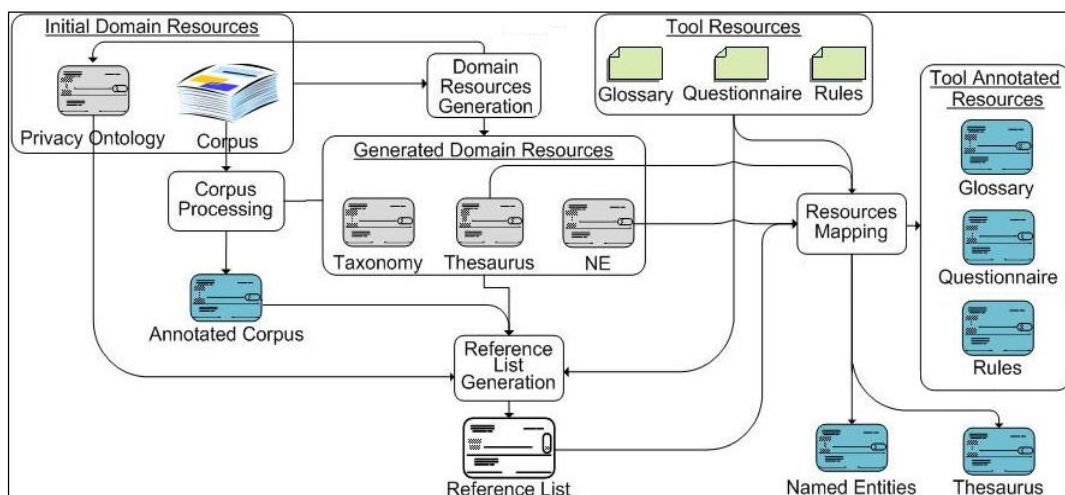 Initial Domain Resources
Privacy Ontology
Corpus
Domain
Resources
Generation
Tool Resources
Glossary
Questionnaire
Rules
Tool Annotated
Resources
Glossary
Questionnaire
Rules
Corpus
Processing
Generated Domain Resources
Taxonomy
Thesaurus
NE
Resources
Mapping
Annotated Corpus
Reference
List
Generation
Reference List
Named Entities
Thesaurus